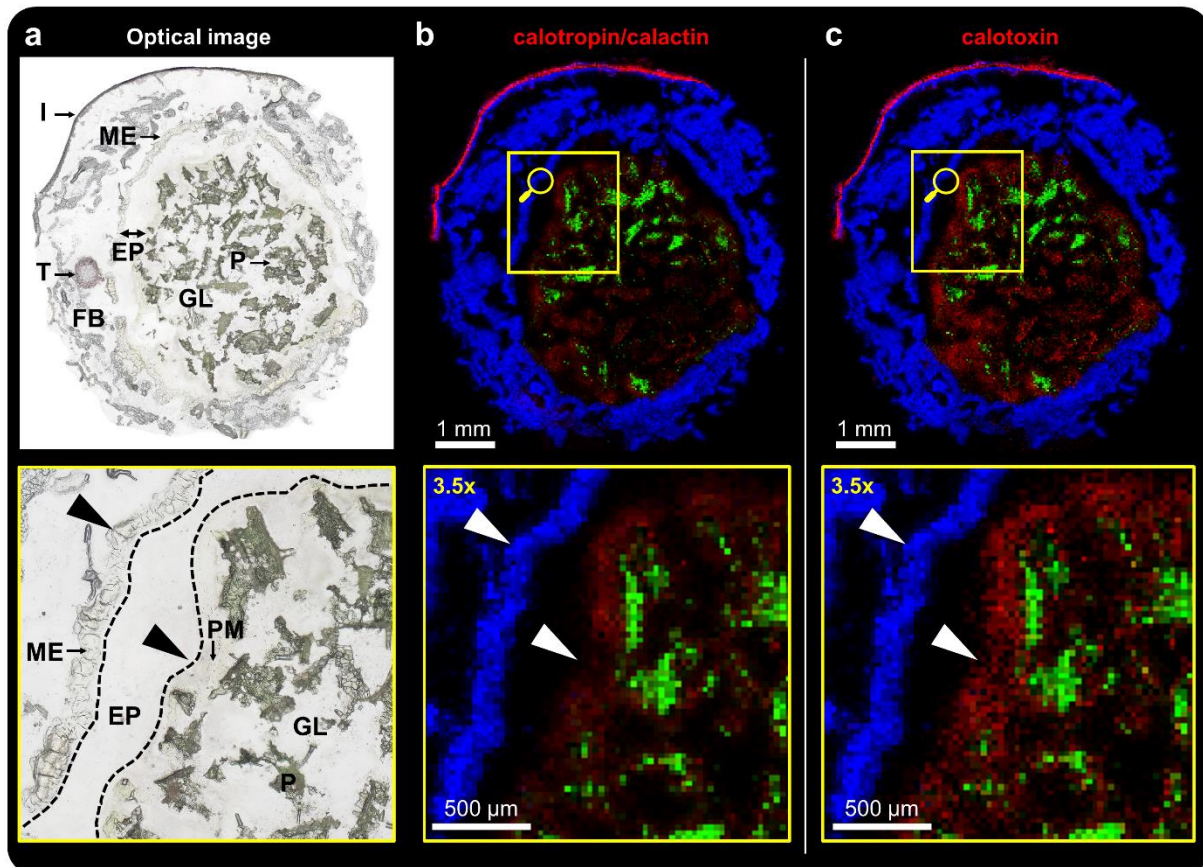 a
Optical image
b
calotropin/calactin
c
calotoxin
I
ME
EP
P
T
GL
FB
1 mm
1 mm
PM
ME
EP
GL
P
3.5x
500 µm
3.5x
500 µm